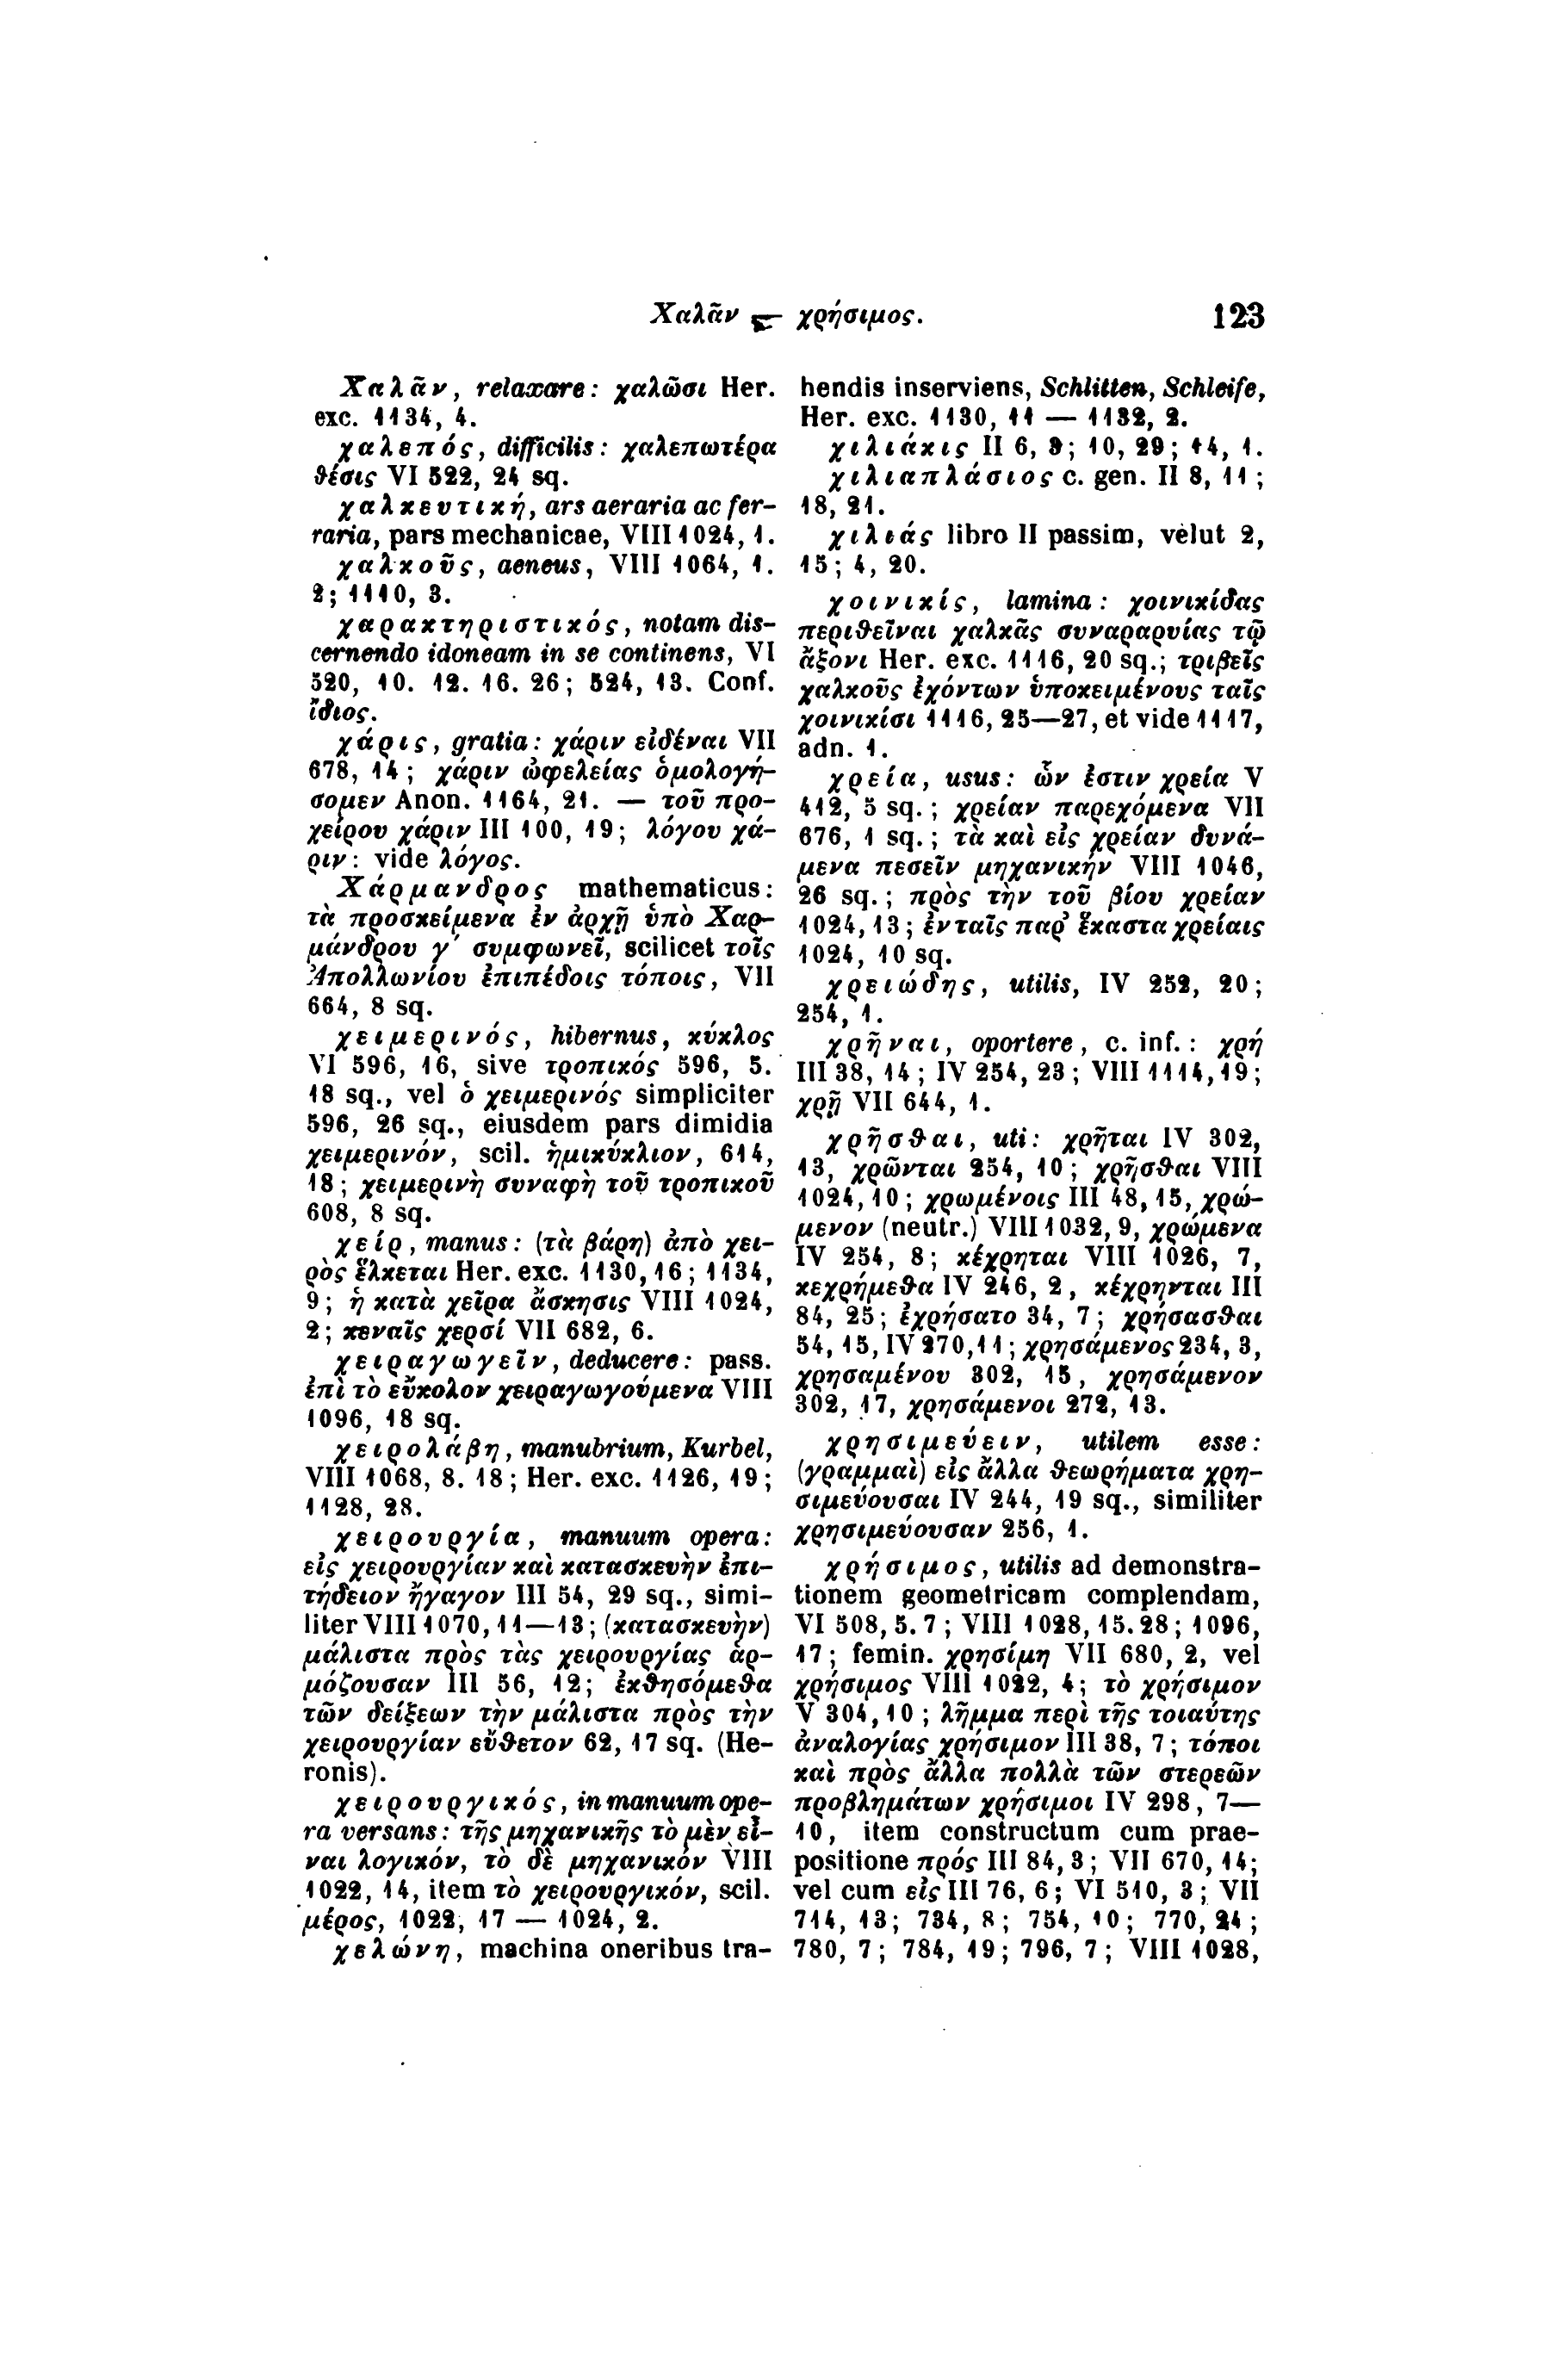 Χαλᾶν — χρήσιμος.
123
Χαλᾶν, relaxare: χαλῶσι Her.
exc. 1134, 4.
χαλεπός, difficilis: χαλεπωτέρα
θέσις VI 522, 24 sq.
χαλκευτική, ars aeraria ac fer-
raria, pars mechanicae, VIII 1024, 1.
χαλκοῦς, aeneus, VIII 1064, 1.
2; 1110, 3.
χαρακτηριστικός, notam dis-
cernendo idoneam in se continens, VI
520, 10. 12. 16. 26; 524, 13. Conf.
ἴδιος.
χάρις, gratia: χάριν εἰδέναι VII
678, 14; χάριν ὠφελείας ὁμολογή-
σομεν Anon. 1164, 21. — τοῦ προ-
χείρου χάριν III 100, 19; λόγου χά-
ριν: vide λόγος.
Χάρμανδρος mathematicus:
τὰ προσκείμενα ἐν ἀρχῇ ὑπὸ Χαρ-
μάνδρου γ΄ συμφωνεῖ, scilicet τοῖς
Ἀπολλωνίου ἐπιπέδοις τόποις, VII
664, 8 sq.
χειμερινός, hibernus, κύκλος
VI 596, 16, sive τροπικός 596, 5.
18 sq., vel ὁ χειμερινός simpliciter
596, 26 sq., eiusdem pars dimidia
χειμερινόν, scil. ἡμικύκλιον, 614,
18; χειμερινὴ συναφὴ τοῦ τροπικοῦ
608, 8 sq.
χείρ, manus: (τὰ βάρη) ἀπὸ χει-
ρὸς ἕλκεται Her. exc. 1130, 16; 1134,
9; ἡ κατὰ χεῖρα ἄσκησις VIII 1024,
2; κεναῖς χερσί VII 682, 6.
χειραγωγεῖν, deducere: pass.
ἐπὶ τὸ εὔκολον χειραγωγούμενα VIII
1096, 18 sq.
χειρολάβη, manubrium, Kurbel,
VIII 1068, 8. 18; Her. exc. 1126, 19;
1128, 28.
χειρουργία, manuum opera:
εἰς χειρουργίαν καὶ κατασκευὴν ἐπι-
τήδειον ἤγαγον III 54, 29 sq., simi-
liter VIII 1070, 11—13; (κατασκευὴν)
μάλιστα πρὸς τὰς χειρουργίας ἁρ-
μόζουσαν III 56, 12; ἐκθησόμεθα
τῶν δείξεων τὴν μάλιστα πρὸς τὴν
χειρουργίαν εὔθετον 62, 17 sq. (He-
ronis).
χειρουργικός, in manuum ope-
ra versans: τῆς μηχανικῆς τὸ μὲν εἶ-
ναι λογικόν, τὸ δὲ μηχανικόν VIII
1022, 14, item τὸ χειρουργικόν, scil.
μέρος, 1022, 17 — 1024, 2.
χελώνη, machina oneribus tra-
hendis inserviens, Schlitten, Schleife,
Her. exc. 1130, 11 — 1132, 2.
χιλιάκις II 6, 9; 10, 29; 14, 1.
χιλιαπλάσιος c. gen. II 8, 11;
18, 21.
χιλιάς libro II passim, velut 2,
15; 4, 20.
χοινικίς, lamina: χοινικίδας
περιθεῖναι χαλκᾶς συναραρυίας τῷ
ἄξονι Her. exc. 1116, 20 sq.; τριβεῖς
χαλκοῦς ἐχόντων ὑποκειμένους ταῖς
χοινικίσι 1116, 25—27, et vide 1117,
adn. 1.
χρεία, usus: ὧν ἐστιν χρεία V
412, 5 sq.; χρείαν παρεχόμενα VII
676, 1 sq.; τὰ καὶ εἰς χρείαν δυνά-
μενα πεσεῖν μηχανικήν VIII 1046,
26 sq.; πρὸς τὴν τοῦ βίου χρείαν
1024, 13; ἐν ταῖς παρ' ἕκαστα χρείαις
1024, 10 sq.
χρειώδης, utilis, IV 252, 20;
254, 1.
χρῆναι, oportere, c. inf.: χρή
III 38, 14; IV 254, 23; VIII 1114, 19;
χρῇ VII 644, 1.
χρῆσθαι, uti: χρῆται IV 302,
13, χρῶνται 254, 10; χρῆσθαι VIII
1024, 10; χρωμένοις III 48, 15, χρώ-
μενον (neutr.) VIII 1032, 9, χρώμενα
IV 254, 8; κέχρηται VIII 1026, 7,
κεχρήμεθα IV 246, 2, κέχρηνται III
84, 25; ἐχρήσατο 34, 7; χρήσασθαι
54, 15, IV 270, 11; χρησάμενος 234, 3,
χρησαμένου 302, 15, χρησάμενον
302, 17, χρησάμενοι 272, 13.
χρησιμεύειν, utilem esse:
(γραμμαὶ) εἰς ἄλλα θεωρήματα χρη-
σιμεύουσαι IV 244, 19 sq., similiter
χρησιμεύουσαν 256, 1.
χρήσιμος, utilis ad demonstra-
tionem geometricam complendam,
VI 508, 5. 7; VIII 1028, 15. 28; 1096,
17; femin. χρησίμη VII 680, 2, vel
χρήσιμος VIII 1022, 4; τὸ χρήσιμον
V 304, 10; λῆμμα περὶ τῆς τοιαύτης
ἀναλογίας χρήσιμον III 38, 7; τόποι
καὶ πρὸς ἄλλα πολλὰ τῶν στερεῶν
προβλημάτων χρήσιμοι IV 298, 7—
10, item constructum cum prae-
positione πρός III 84, 3; VII 670, 14;
vel cum εἰς III 76, 6; VI 510, 3; VII
714, 13; 734, 8; 754, 10; 770, 24;
780, 7; 784, 19; 796, 7; VIII 1028,